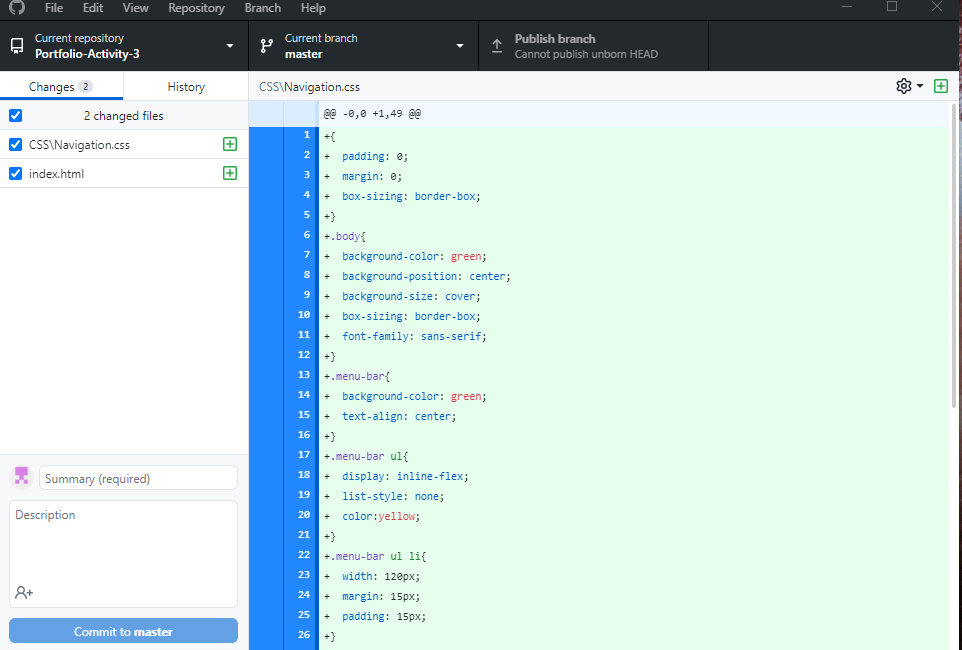 File Edit View Repository Branch Help
Current repository
Portfolio-Activity-3
Current branch
master
Publish branch
Cannot publish unborn HEAD
Changes 2
History
CSS\Navigation.css
2 changed files
CSS\Navigation.css
index.html
@@ -0,0 +1,49 @@
1 +{
2 + padding: 0;
3 + margin: 0;
4 + box-sizing: border-box;
5 +}
6 +.body{
7 + background-color: green;
8 + background-position: center;
9 + background-size: cover;
10 + box-sizing: border-box;
11 + font-family: sans-serif;
12 +}
13 +.menu-bar{
14 + background-color: green;
15 + text-align: center;
16 +}
17 +.menu-bar ul{
18 + display: inline-flex;
19 + list-style: none;
20 + color:yellow;
21 +}
22 +.menu-bar ul li{
23 + width: 120px;
24 + margin: 15px;
25 + padding: 15px;
26 +}
Summary (required)
Description
Commit to master